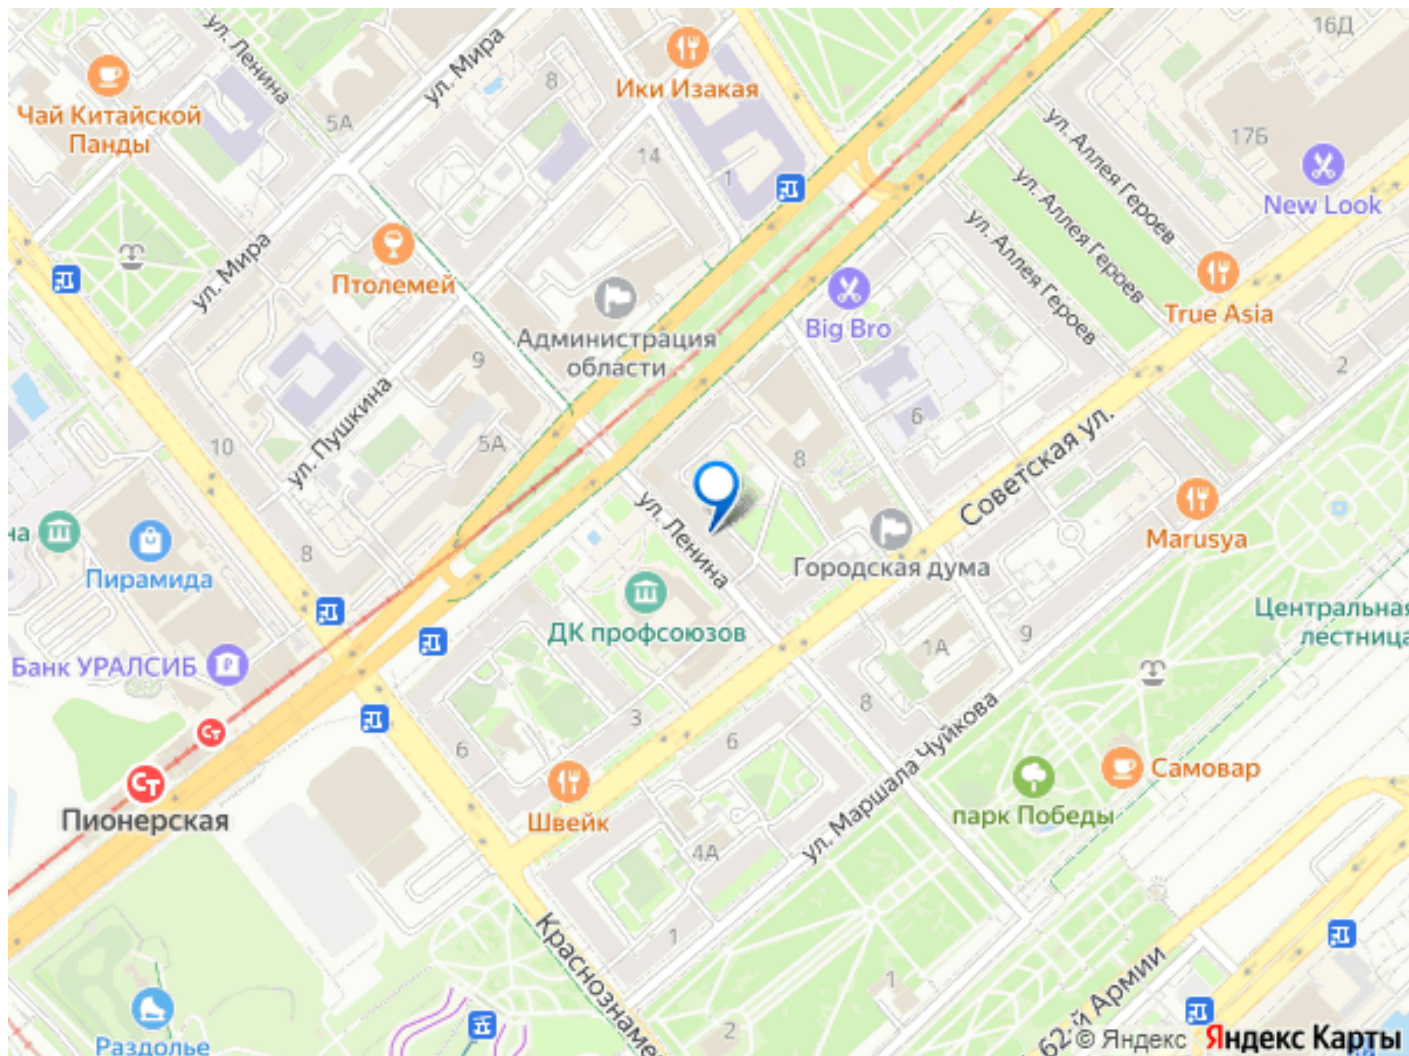 16Д
ул. Ленина
ул. Мира
8
Ики Изакая
Чай Китайской
Панды
5А
14
1
ул. Аллея Героев
17Б
ул. Аллея Героев
New Look
ул. Аллея Героев
ул. Мира
Птолемей
True Asia
Big Bro
Администрация
области
9
2
ул. Пушкина
6
10
5А
8
Советская ул.
ул. Ленина
на
8
Marusya
Пирамида
Городская дума
Центральная
лестница
ДК профсоюзов
9
1А
Банк УРАЛСИБ
8
3
6
6
ул. Маршала Чуйкова
Самовар
Пионерская
Швейк
парк Победы
4А
1
Краснознаме
1
62-й Армии
2
Раздолье
© Яндекс Яндекс Карты